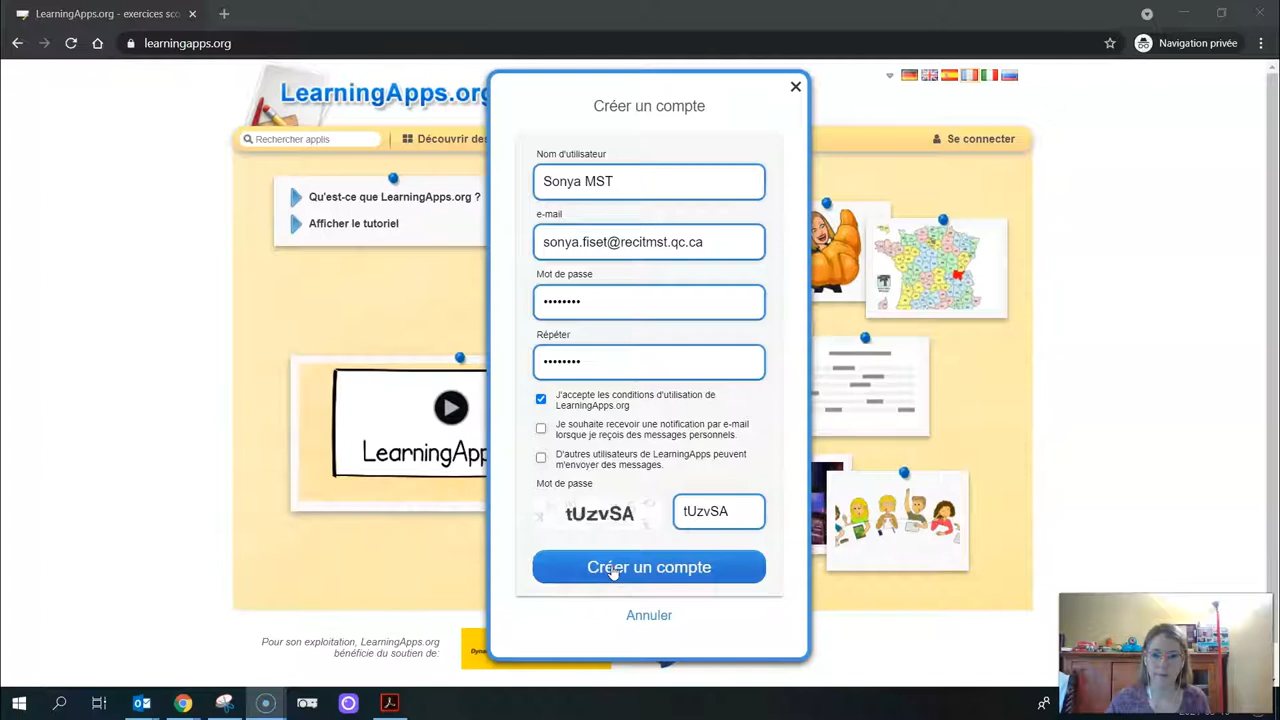 LearningApps.org - exercices sco
learningapps.org
Navigation privée
LearningApps.org
Rechercher applis
Découvrir de
Se connecter
Qu'est-ce que LearningApps.org ?
Afficher le tutoriel
LearningAp
Créer un compte
Nom d'utilisateur
Sonya MST
e-mail
sonya.fiset@recitmst.qc.ca
Mot de passe
Répéter
J'accepte les conditions d'utilisation de
LearningApps.org
Je souhaite recevoir une notification par e-mail
lorsque je reçois des messages personnels.
D'autres utilisateurs de LearningApps peuvent
m'envoyer des messages.
Mot de passe
tUzvSA
tUzvSA
Créer un compte
Annuler
Pour son exploitation, LearningApps.org
bénéficie du soutien de:
Dyn